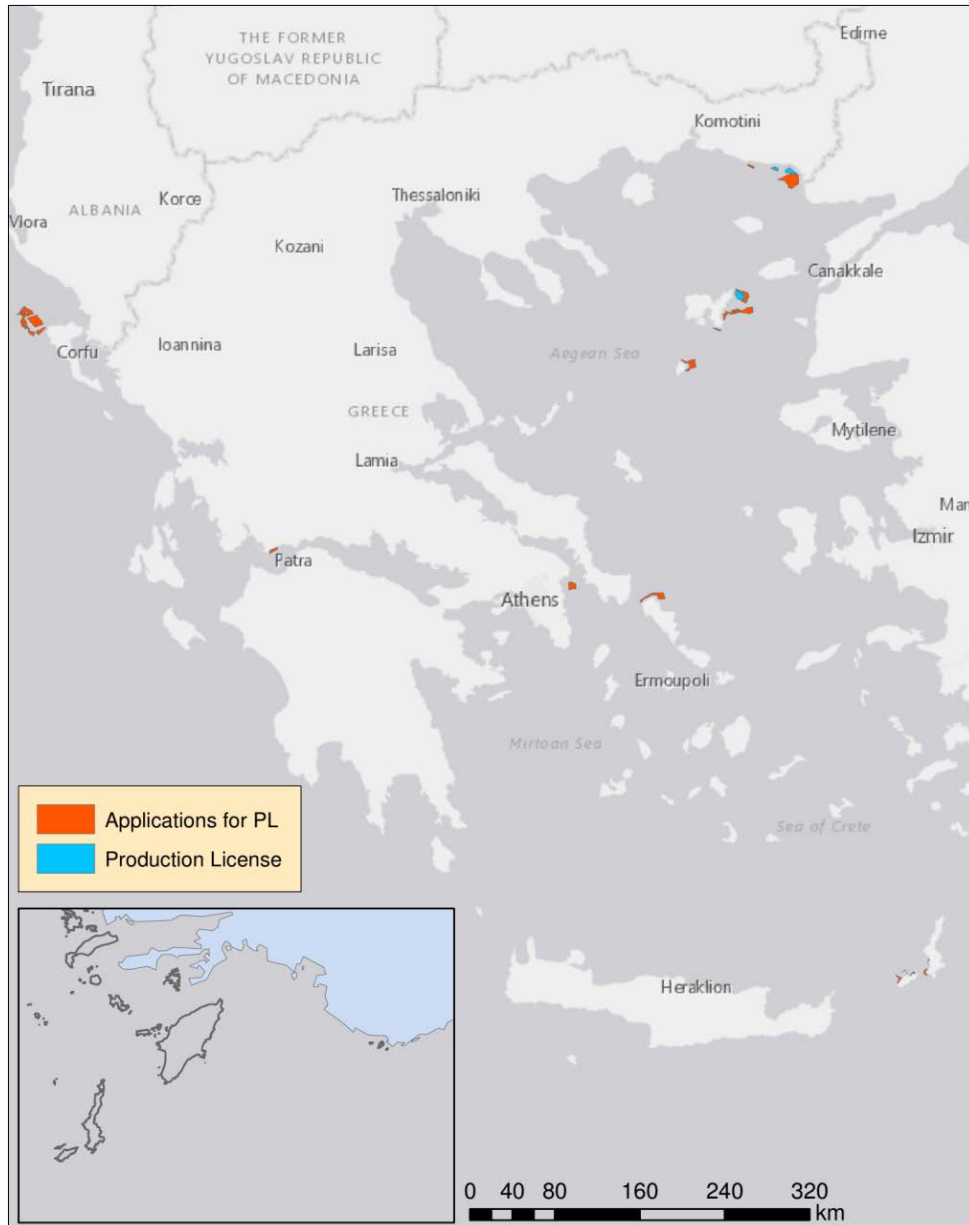 THE FORMER
YUGOSLAV REPUBLIC
OF MACEDONIA
Edirne
Tirana
Komotini
Korce
Thessaloniki
ALBANIA
Vlora
Kozani
Canakkale
Corfu
Ioannina
Larisa
Aegean Sea
GREECE
Mytilene
Lamia
Mar
Izmir
Patra
Athens
Ermoupoli
Mirtoan Sea
Applications for PL
Production License
Sea of Crete
Heraklion
0 40 80 160 240 320
km